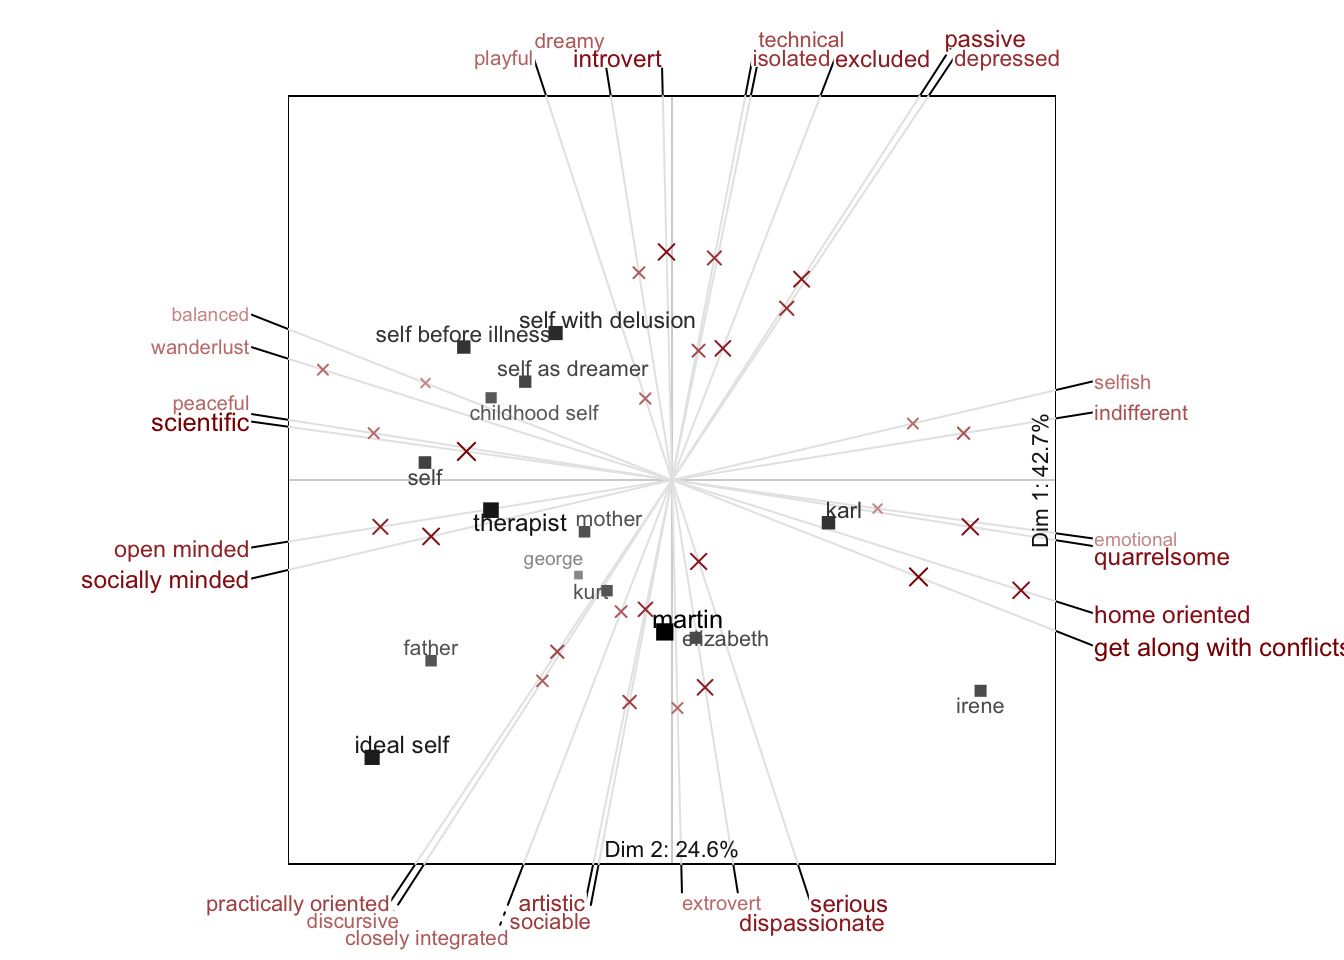 dreamy
technical
passive
playful
introvert
isolated
excluded
depressed
balanced
self with delusion
self before illness
wanderlust
self as dreamer
selfish
peaceful
childhood self
indifferent
scientific
self
Dim 1: 42.7%
karl
therapist
mother
open minded
emotional
george
quarrelsome
socially minded
kurt
home oriented
martin
elizabeth
father
get along with conflicts
irene
ideal self
Dim 2: 24.6%
practically oriented
artistic
extrovert
serious
discursive
sociable
dispassionate
closely integrated